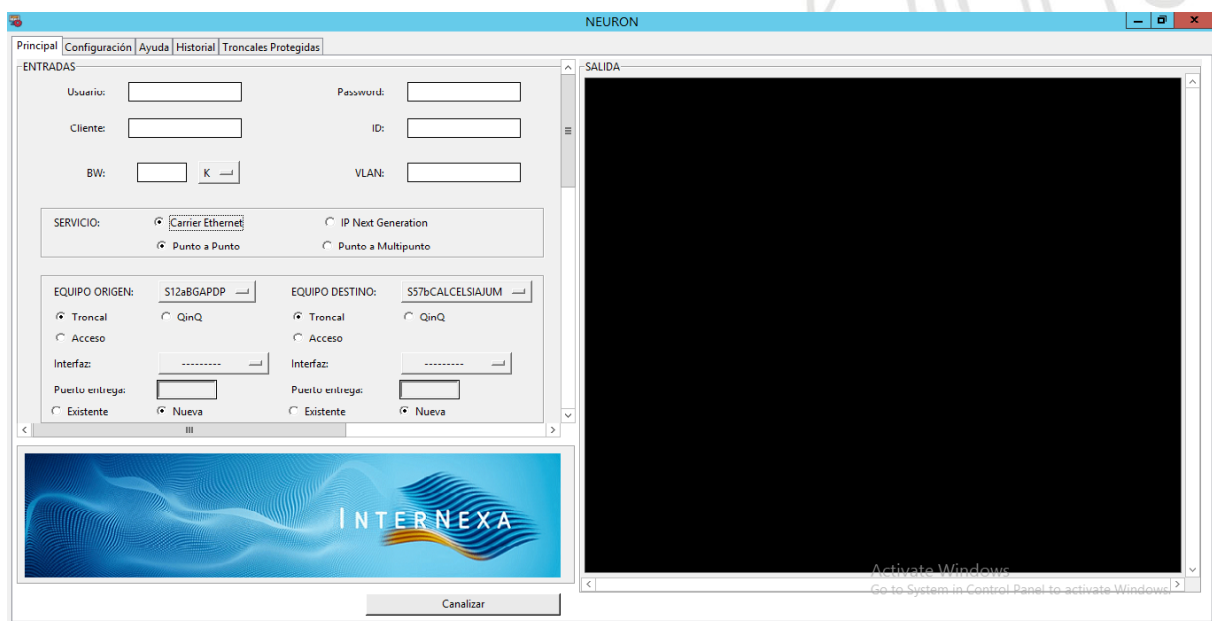 NEURON
Principal Configuración Ayuda Historial Troncales Protegidas
ENTRADAS
Usuario: Password:
Cliente: ID:
BW: K VLAN:
SERVICIO: Carrier Ethernet IP Next Generation
Punto a Punto Punto a Multipunto
EQUIPO ORIGEN: S12aBGAPDP EQUIPO DESTINO: S57bCALCELSIAJUM
Troncal QinQ Troncal QinQ
Acceso Acceso
Interfaz: --------- Interfaz: ---------
Puerto entrega: Puerto entrega:
Existente Nueva Existente Nueva
INTERNEXA
Canalizar
SALIDA
Activate Windows
Go to System in Control Panel to activate Windows.